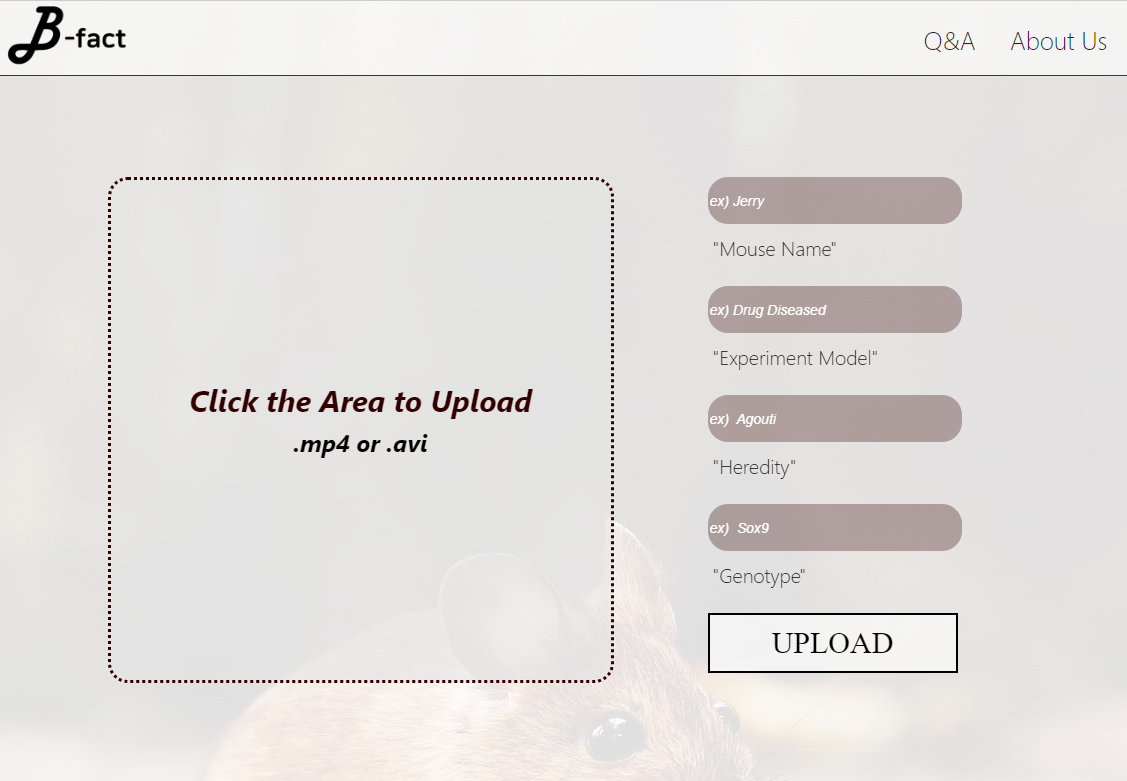 B-fact
Q&A
About Us
Click the Area to Upload
.mp4 or .avi
ex) Jerry
"Mouse Name"
ex) Drug Diseased
"Experiment Model"
ex) Agouti
"Heredity"
ex) Sox9
"Genotype"
UPLOAD